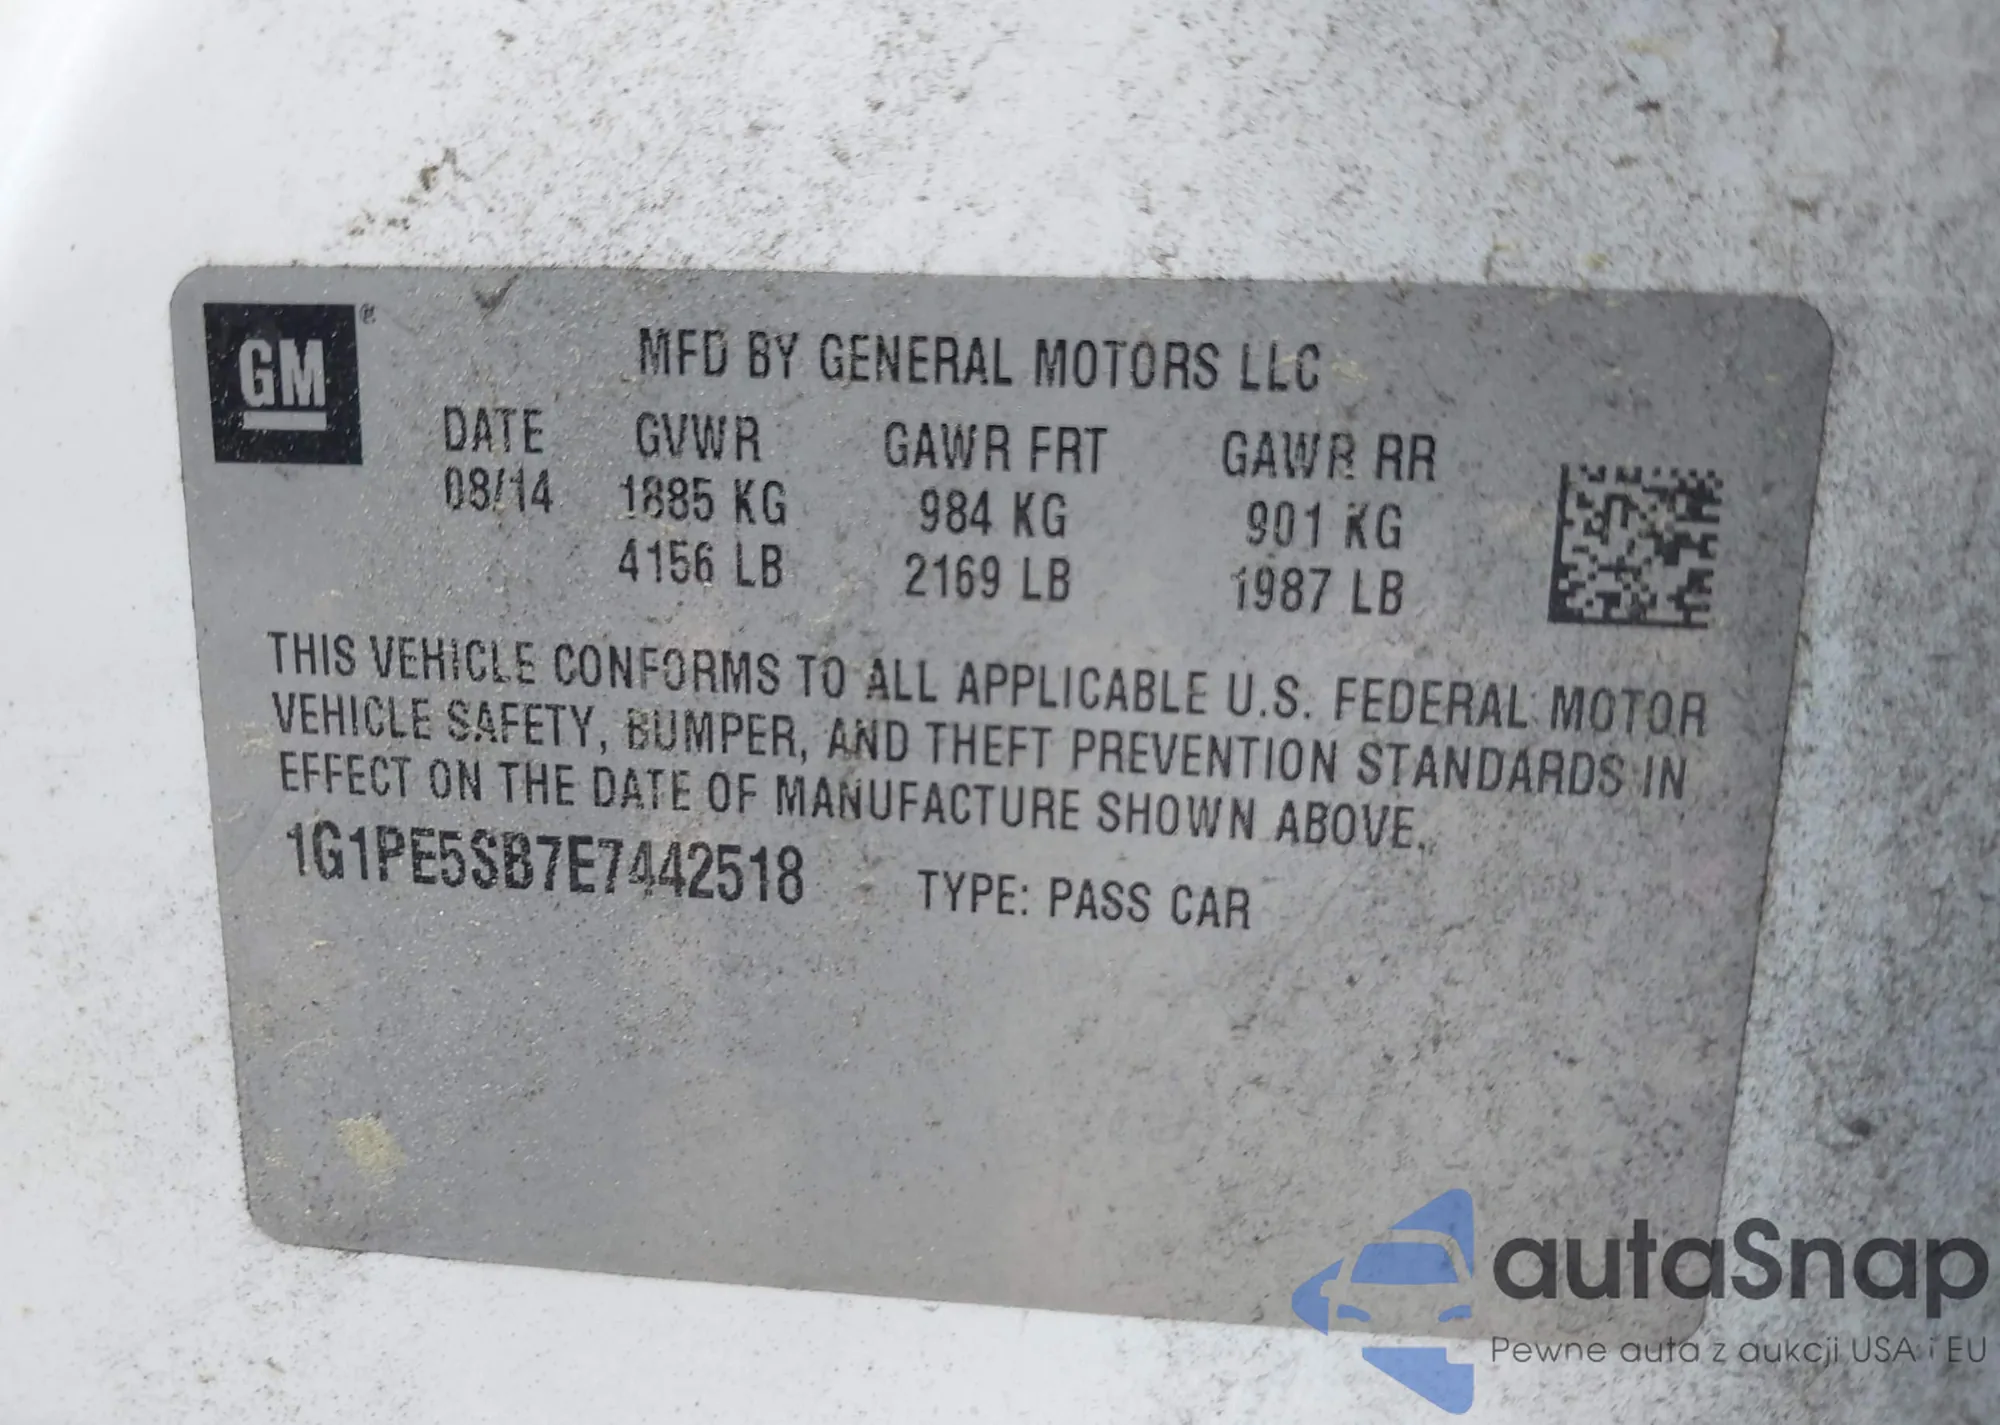 GM ®
MFD BY GENERAL MOTORS LLC
DATE GVWR GAWR FRT GAWR RR
08/14 1885 KG 984 KG 901 KG
4156 LB 2169 LB 1987 LB
THIS VEHICLE CONFORMS TO ALL APPLICABLE U.S. FEDERAL MOTOR
VEHICLE SAFETY, BUMPER, AND THEFT PREVENTION STANDARDS IN
EFFECT ON THE DATE OF MANUFACTURE SHOWN ABOVE.
1G1PE5SB7E7442518 TYPE: PASS CAR
autaSnap
Pewne auta z aukcji USA i EU